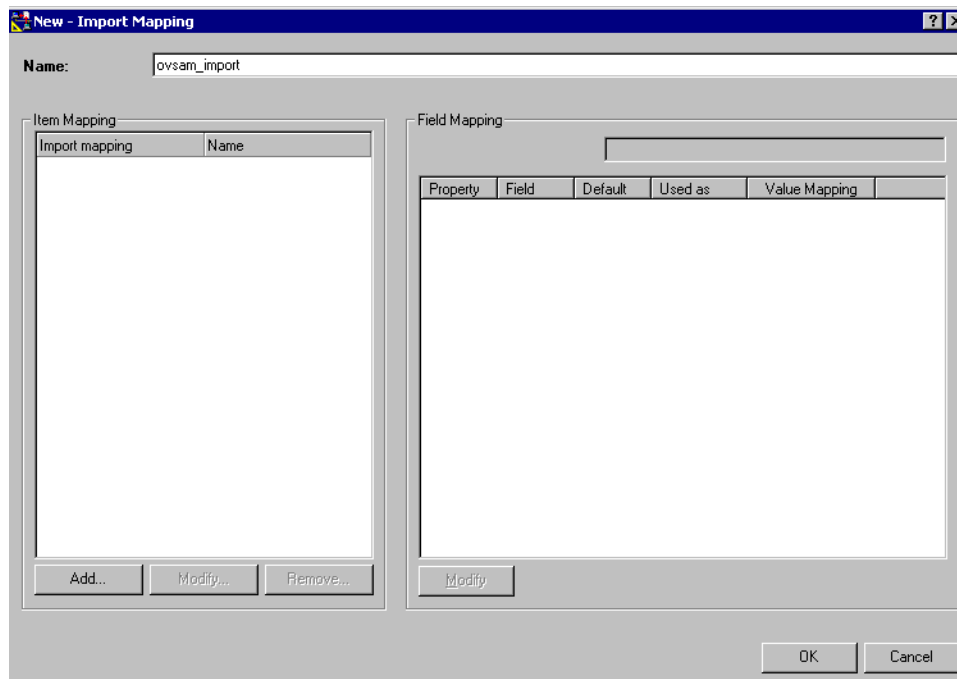 New - Import Mapping
Name: ovsam_import
Item Mapping
Import mapping Name
Add... Modify... Remove...
Field Mapping
Property Field Default Used as Value Mapping
Modify
OK Cancel